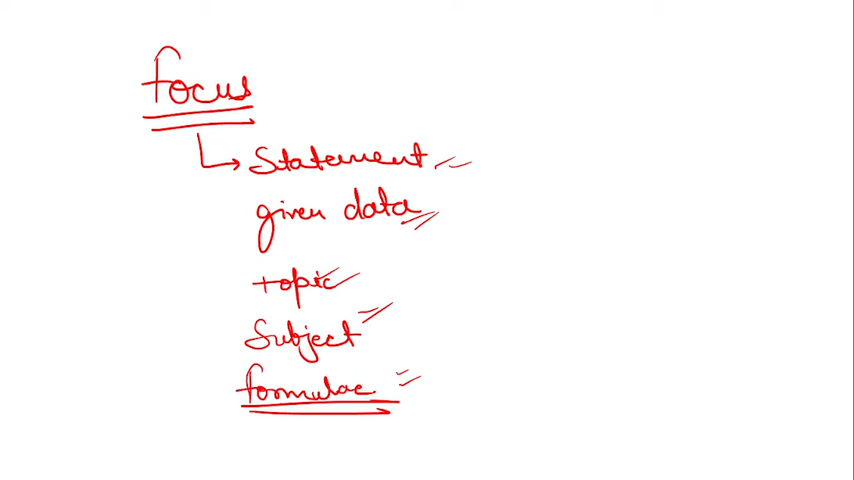 focus
Statement
given data
topic
Subject
formulae